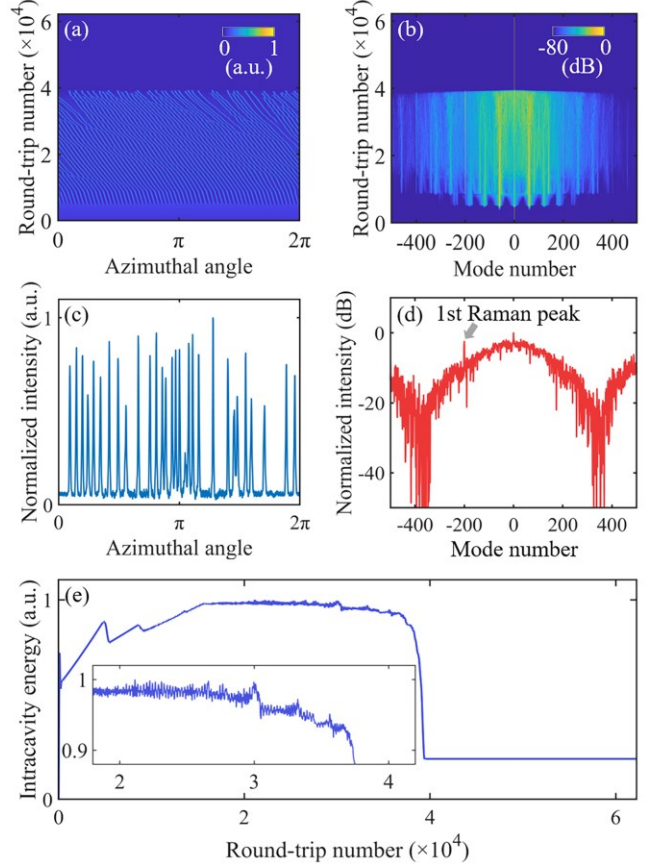 Round-trip number (×10⁴)
6
4
2
0
(a)
0 1
(a.u.)
0 π 2π
Azimuthal angle
Round-trip number (×10⁴)
6
4
2
0
(b)
-80 0
(dB)
-400 -200 0 200 400
Mode number
Normalized intensity (a.u.)
1
0
(c)
0 π 2π
Azimuthal angle
Normalized intensity (dB)
0
-20
-40
(d)
1st Raman peak
-400 -200 0 200 400
Mode number
Intracavity energy (a.u.)
1
0
(e)
1
0.9
2 3 4
0 2 4 6
Round-trip number (×10⁴)